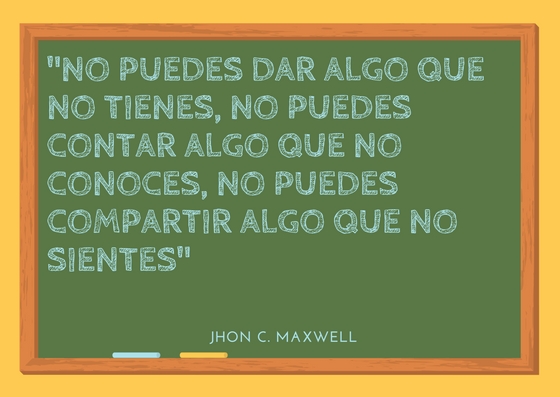 "NO PUEDES DAR ALGO QUE
NO TIENES, NO PUEDES
CONTAR ALGO QUE NO
CONOCES, NO PUEDES
COMPARTIR ALGO QUE NO
SIENTES"
JHON C. MAXWELL